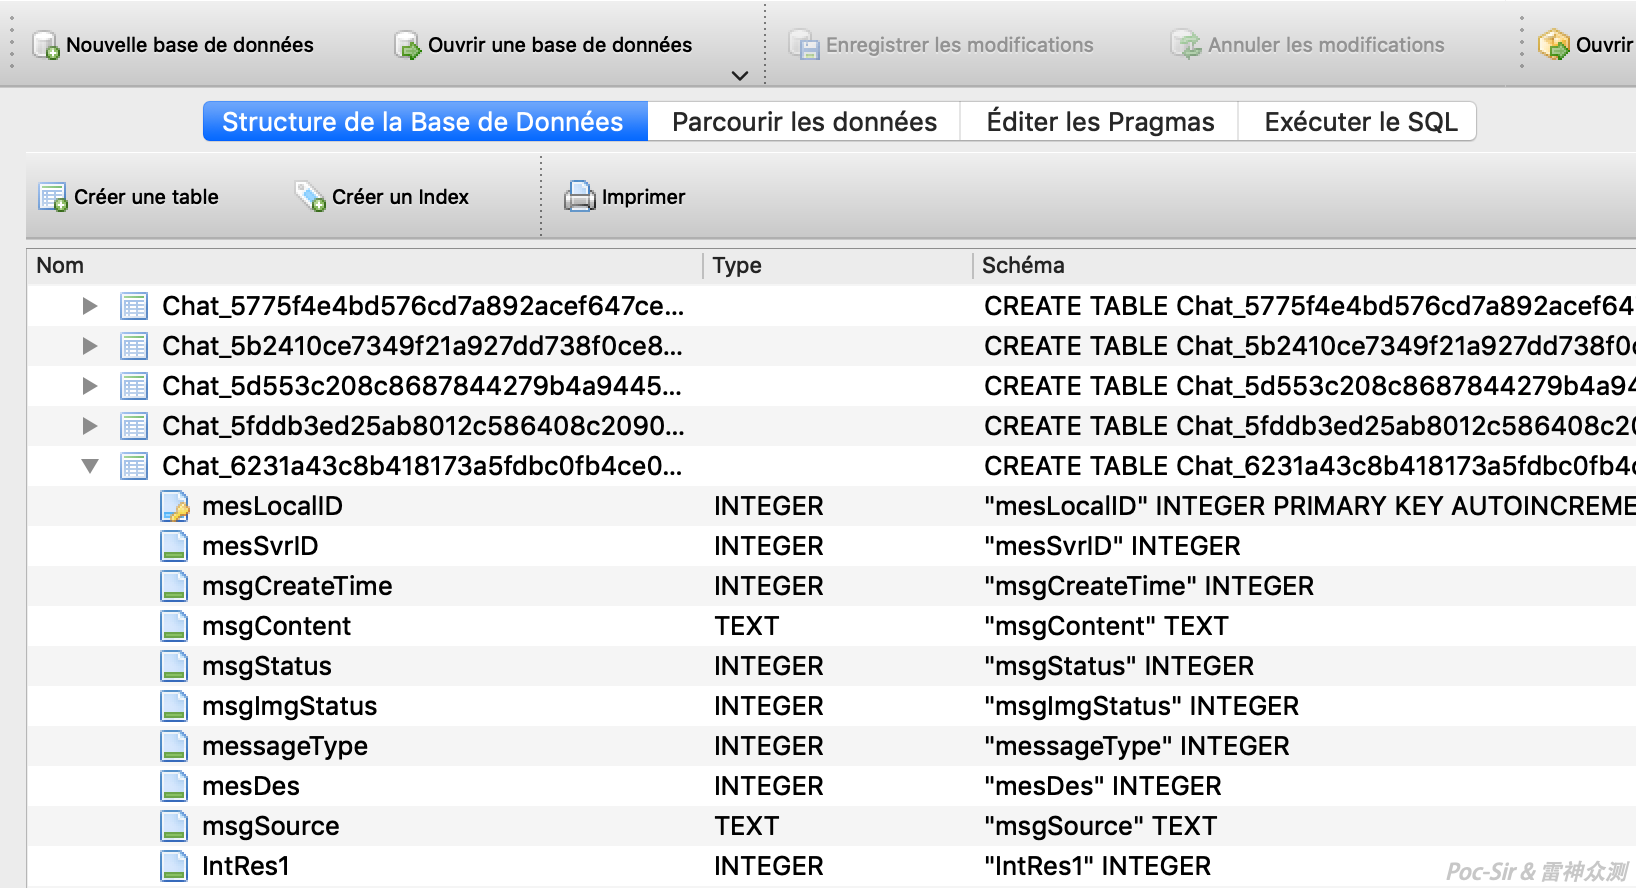 Nouvelle base de données Ouvrir une base de données Enregistrer les modifications Annuler les modifications Ouvrir
Structure de la Base de Données Parcourir les données Éditer les Pragmas Exécuter le SQL
Créer une table Créer un Index Imprimer
Nom Type Schéma
Chat_5775f4e4bd576cd7a892acef647ce... CREATE TABLE Chat_5775f4e4bd576cd7a892acef64
Chat_5b2410ce7349f21a927dd738f0ce8... CREATE TABLE Chat_5b2410ce7349f21a927dd738f0c
Chat_5d553c208c8687844279b4a9445... CREATE TABLE Chat_5d553c208c8687844279b4a94
Chat_5fddb3ed25ab8012c586408c2090... CREATE TABLE Chat_5fddb3ed25ab8012c586408c20
Chat_6231a43c8b418173a5fdbc0fb4ce0... CREATE TABLE Chat_6231a43c8b418173a5fdbc0fb4c
mesLocalID INTEGER "mesLocalID" INTEGER PRIMARY KEY AUTOINCREME
mesSvrID INTEGER "mesSvrID" INTEGER
msgCreateTime INTEGER "msgCreateTime" INTEGER
msgContent TEXT "msgContent" TEXT
msgStatus INTEGER "msgStatus" INTEGER
msgImgStatus INTEGER "msgImgStatus" INTEGER
messageType INTEGER "messageType" INTEGER
mesDes INTEGER "mesDes" INTEGER
msgSource TEXT "msgSource" TEXT
IntRes1 INTEGER "IntRes1" INTEGER
Poc-Sir & 雷神众测